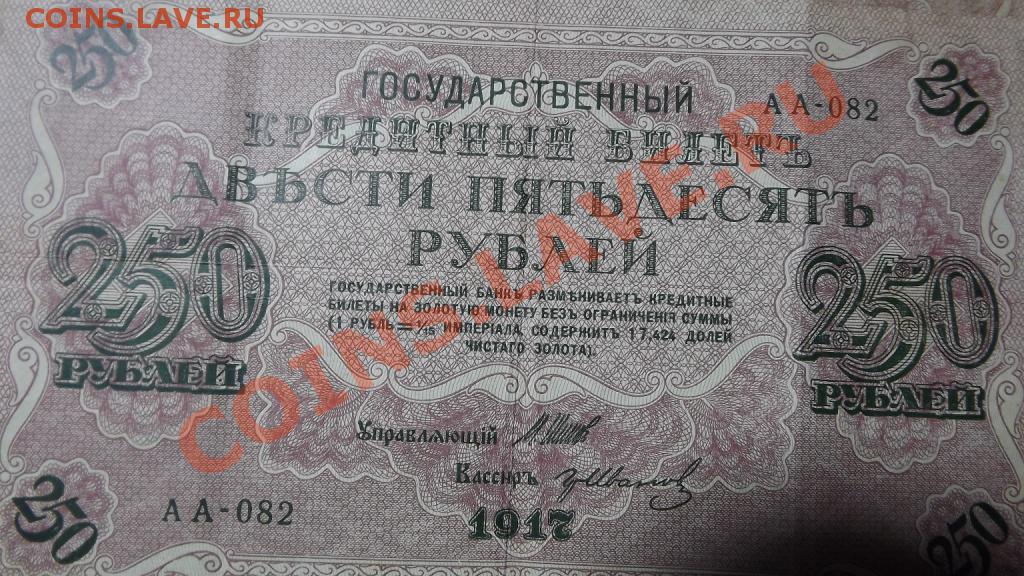 COINS.LAVE.RU
250
250
ГОСУДАРСТВЕННЫЙ
АА-082
КРЕДИТНЫЙ БИЛЕТЪ
ДВѢСТИ ПЯТЬДЕСЯТЪ
РУБЛЕЙ
250
РУБЛЕЙ
250
РУБЛЕЙ
ГОСУДАРСТВЕННЫЙ БАНКЪ РАЗМѢНИВАЕТЪ КРЕДИТНЫЕ
БИЛЕТЫ НА ЗОЛОТУЮ МОНЕТУ БЕЗЪ ОГРАНИЧЕНІЯ СУММЫ
(1 РУБЛЬ = 1/15 ИМПЕРІАЛА, СОДЕРЖИТЪ 17,424 ДОЛЕЙ
ЧИСТАГО ЗОЛОТА).
COINS.LAVE.RU
Управляющій
Кассиръ
ГИвановъ
250
АА-082
1917
250